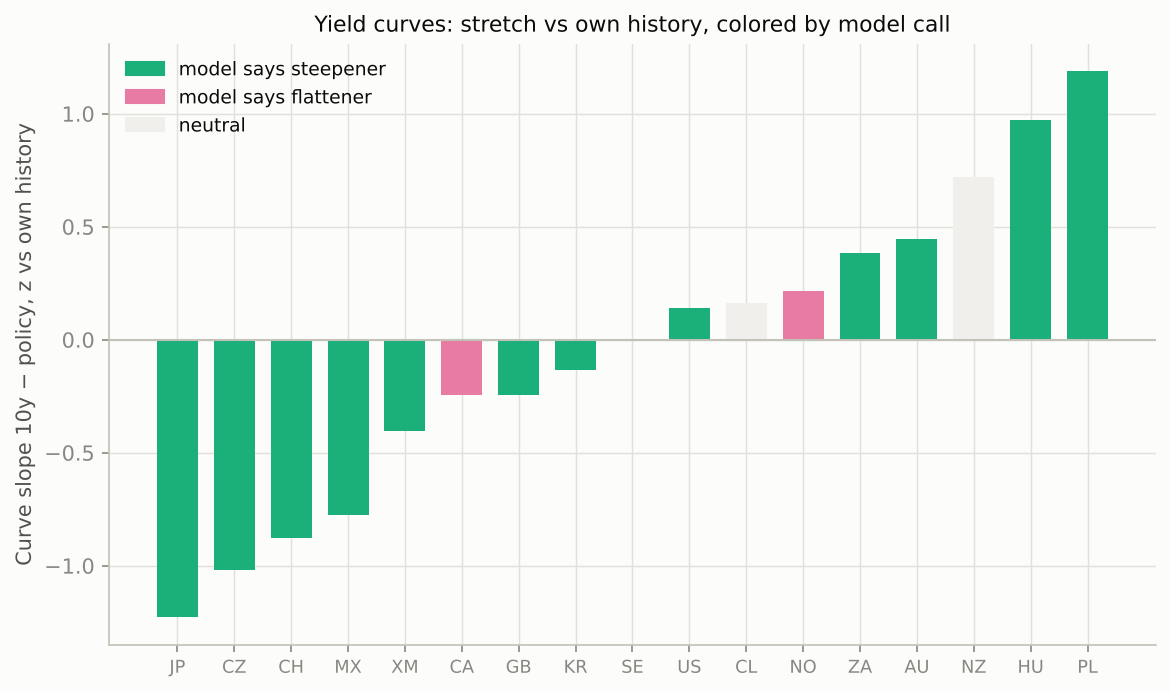 Yield curves: stretch vs own history, colored by model call
model says steepener
model says flattener
neutral
Curve slope 10y − policy, z vs own history
1.0
0.5
0.0
−0.5
−1.0
JP CZ CH MX XM CA GB KR SE US CL NO ZA AU NZ HU PL